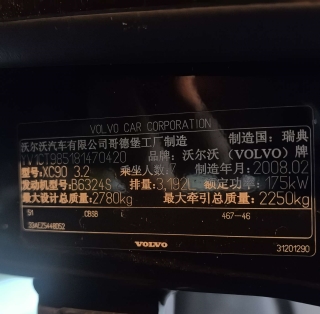 VOLVO CAR CORPORATION
沃尔沃汽车有限公司哥德堡工厂制造 制造国：瑞典
YV1CT985181470420 品牌：沃尔沃（VOLVO）牌
型号：XC90 3.2 乘坐人数：7 制造年月：2008.02
发动机型号：B6324S 排量：3,192L 额定功率：175kW
最大设计总质量：2780kg 最大牵引总质量：2250kg
51 CBS8 467-46
VOLVO
31201290